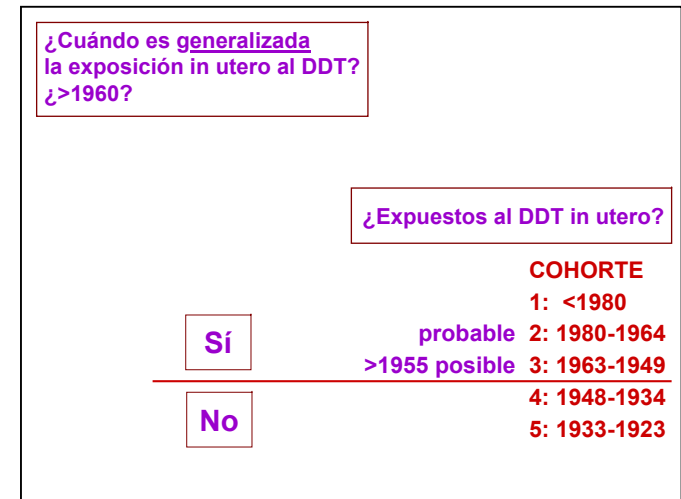 ¿Cuándo es generalizada
la exposición in utero al DDT?
¿>1960?
¿Expuestos al DDT in utero?
COHORTE
1: <1980
Sí
probable 2: 1980-1964
>1955 posible 3: 1963-1949
No
4: 1948-1934
5: 1933-1923